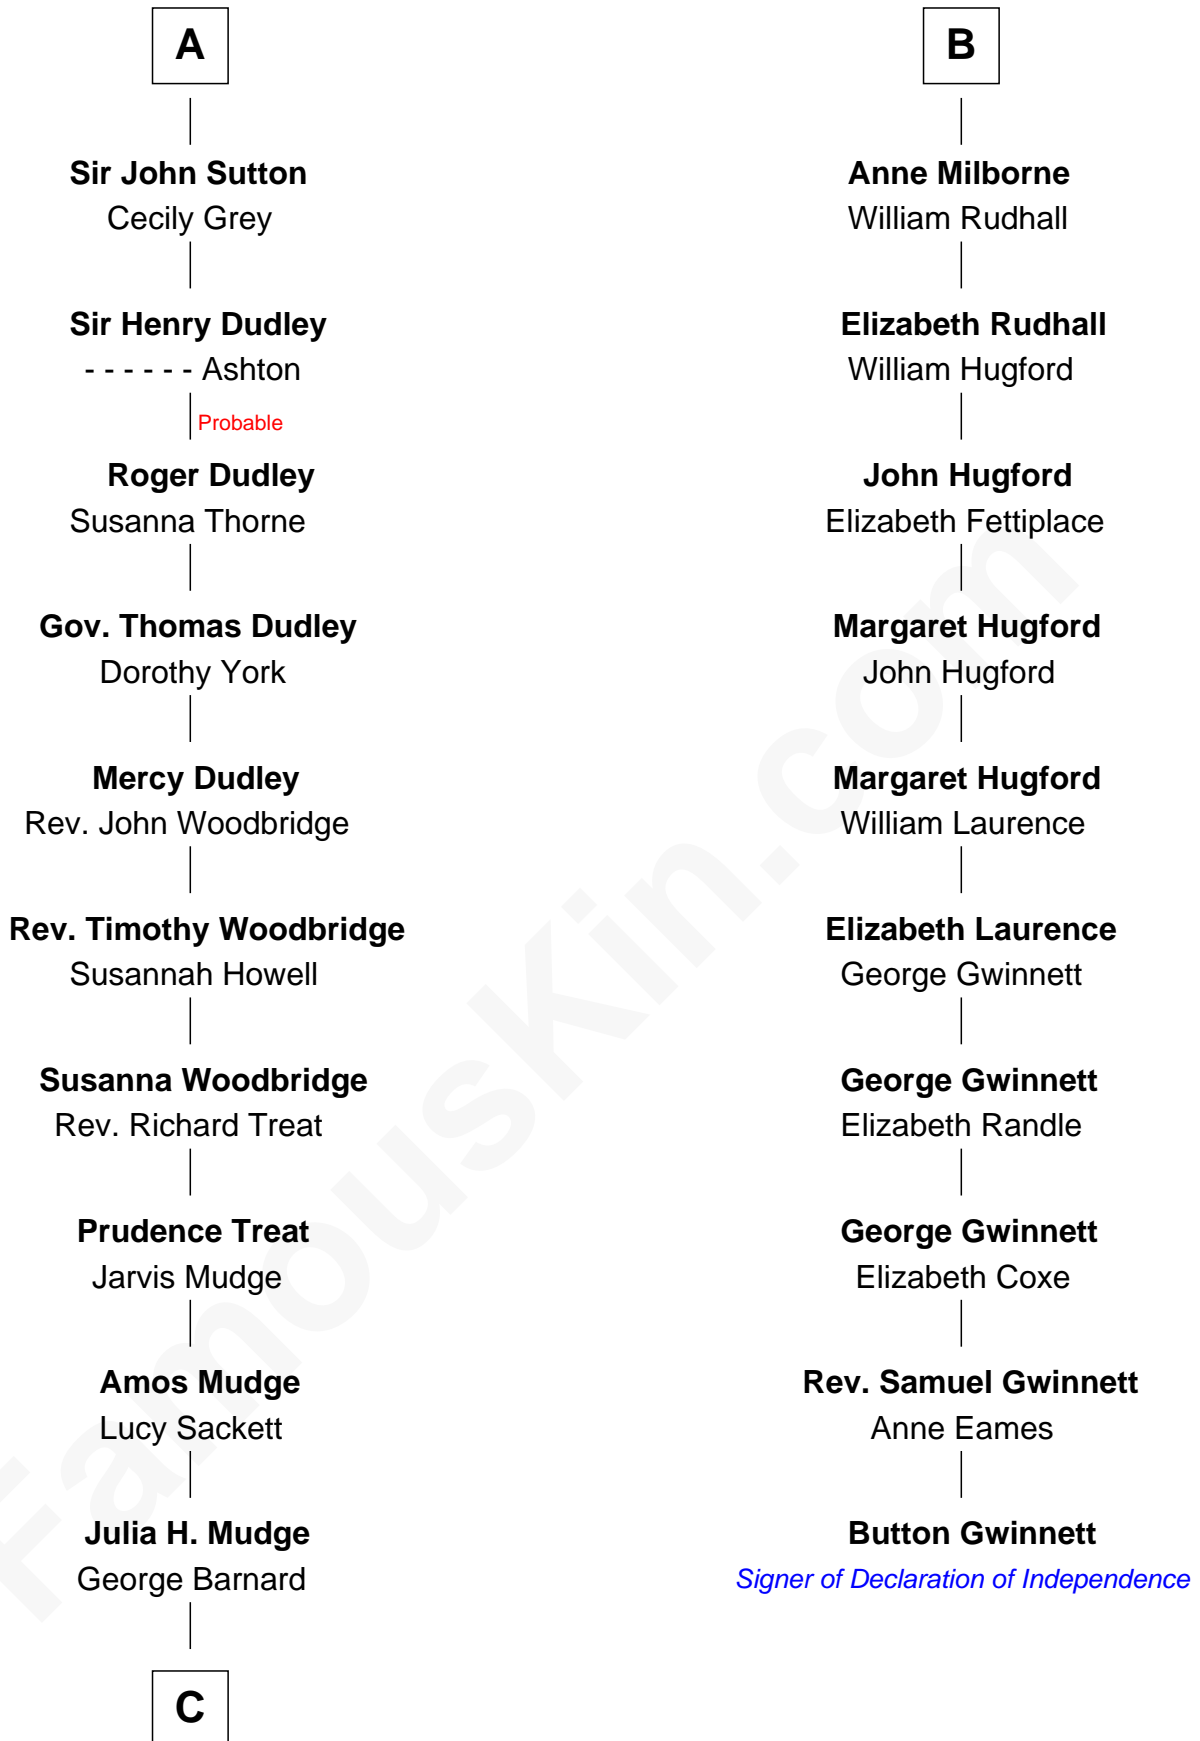 A
Sir John Sutton
Cecily Grey
Sir Henry Dudley
- - - - - - Ashton
Probable
Roger Dudley
Susanna Thorne
Gov. Thomas Dudley
Dorothy York
Mercy Dudley
Rev. John Woodbridge
Rev. Timothy Woodbridge
Susannah Howell
Susanna Woodbridge
Rev. Richard Treat
Prudence Treat
Jarvis Mudge
Amos Mudge
Lucy Sackett
Julia H. Mudge
George Barnard
C
B
Anne Milborne
William Rudhall
Elizabeth Rudhall
William Hugford
John Hugford
Elizabeth Fettiplace
Margaret Hugford
John Hugford
Margaret Hugford
William Laurence
Elizabeth Laurence
George Gwinnett
George Gwinnett
Elizabeth Randle
George Gwinnett
Elizabeth Coxe
Rev. Samuel Gwinnett
Anne Eames
Button Gwinnett
Signer of Declaration of Independence
FamousKin.com